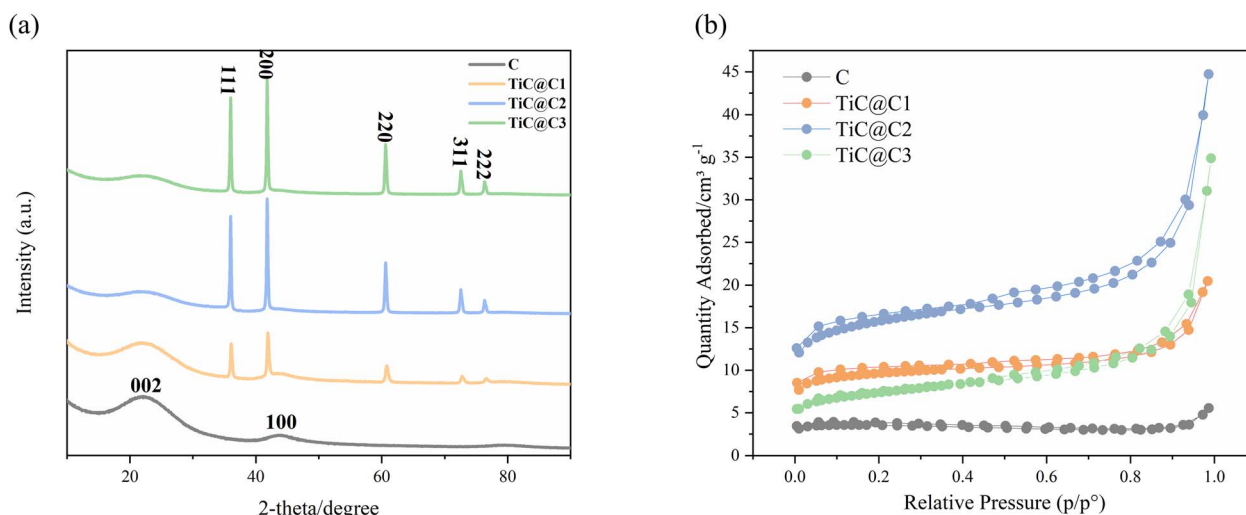 (a)
111
200
C
TiC@C1
TiC@C2
TiC@C3
220
311
222
002
100
Intensity (a.u.)
20 40 60 80
2-theta/degree
(b)
C
TiC@C1
TiC@C2
TiC@C3
45
40
35
30
25
20
15
10
5
0
Quantity Adsorbed/cm³ g⁻¹
0.0 0.2 0.4 0.6 0.8 1.0
Relative Pressure (p/p°)